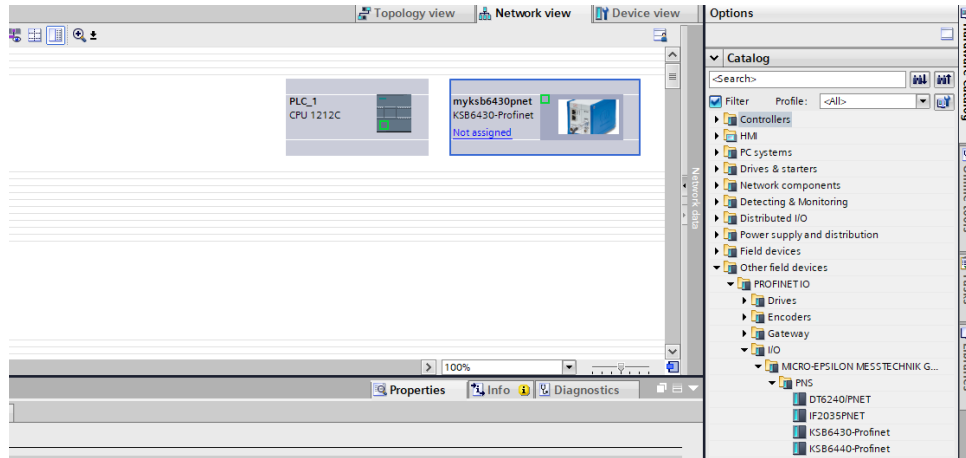 Topology view
Network view
Device view
Options
Catalog
<Search>
Filter
Profile:
<All>
Controllers
HMI
PC systems
Drives & starters
Network components
Detecting & Monitoring
Distributed I/O
Power supply and distribution
Field devices
Other field devices
PROFINET IO
Drives
Encoders
Gateway
I/O
MICRO-EPSILON MESSTECHNIK G...
PNS
DT6240/PNET
IF2035PNET
KSB6430-Profinet
KSB6440-Profinet
PLC_1
CPU 1212C
myksb6430pnet
KSB6430-Profinet
Not assigned
Network data
100%
Properties
Info
Diagnostics
Hardware catalog